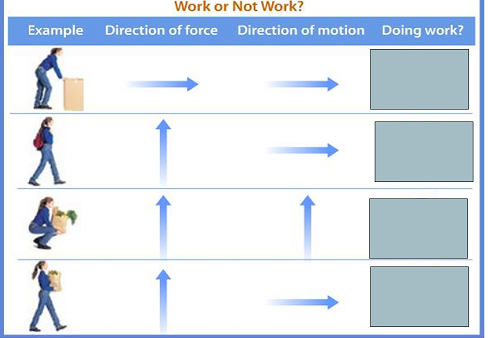 Work or Not Work?
Example Direction of force Direction of motion Doing work?